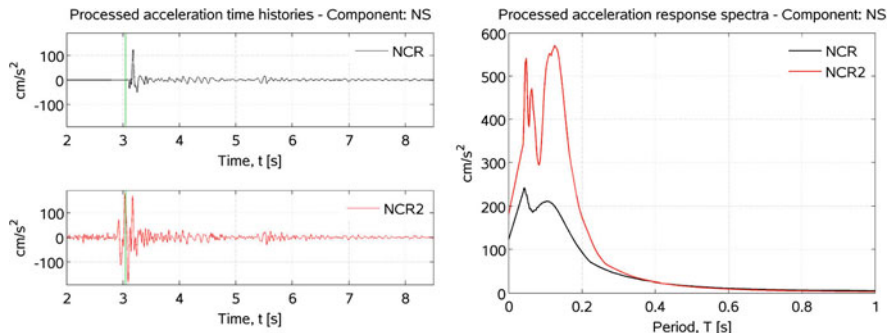 Processed acceleration time histories - Component: NS
NCR
100
0
-100
cm/s²
2 3 4 5 6 7 8
Time, t [s]
NCR2
100
0
-100
cm/s²
2 3 4 5 6 7 8
Time, t [s]
Processed acceleration response spectra - Component: NS
NCR
NCR2
600
500
400
300
200
100
0
cm/s²
0 0.2 0.4 0.6 0.8 1
Period, T [s]